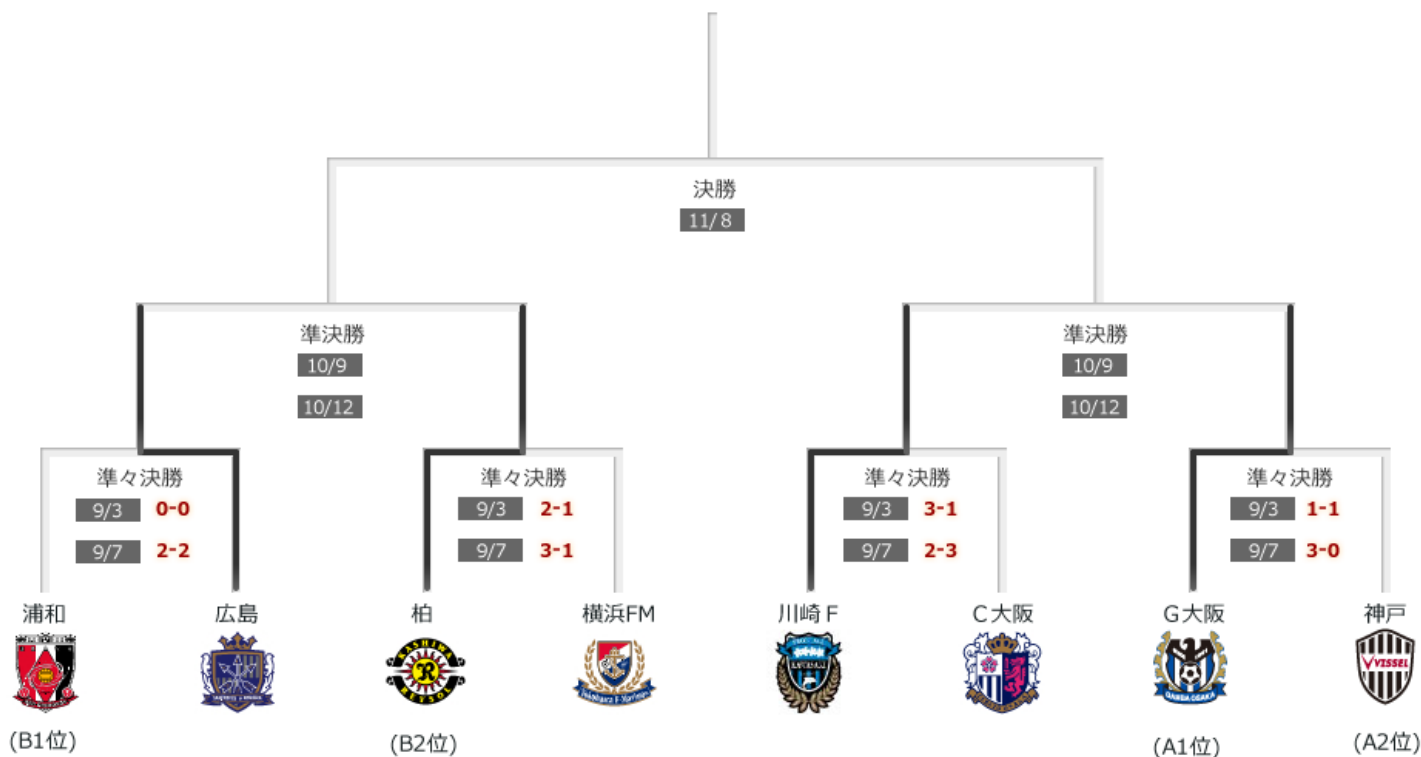 決勝
11/8
準決勝
10/9
10/12
準決勝
10/9
10/12
準々決勝
9/3 0-0
9/7 2-2
準々決勝
9/3 2-1
9/7 3-1
準々決勝
9/3 3-1
9/7 2-3
準々決勝
9/3 1-1
9/7 3-0
浦和 広島 柏 横浜FM 川崎F C大阪 G大阪 神戸
KASHIWA
REYSOL
GAMBA OSAKA
VISSEL
(B1位) (B2位) (A1位) (A2位)